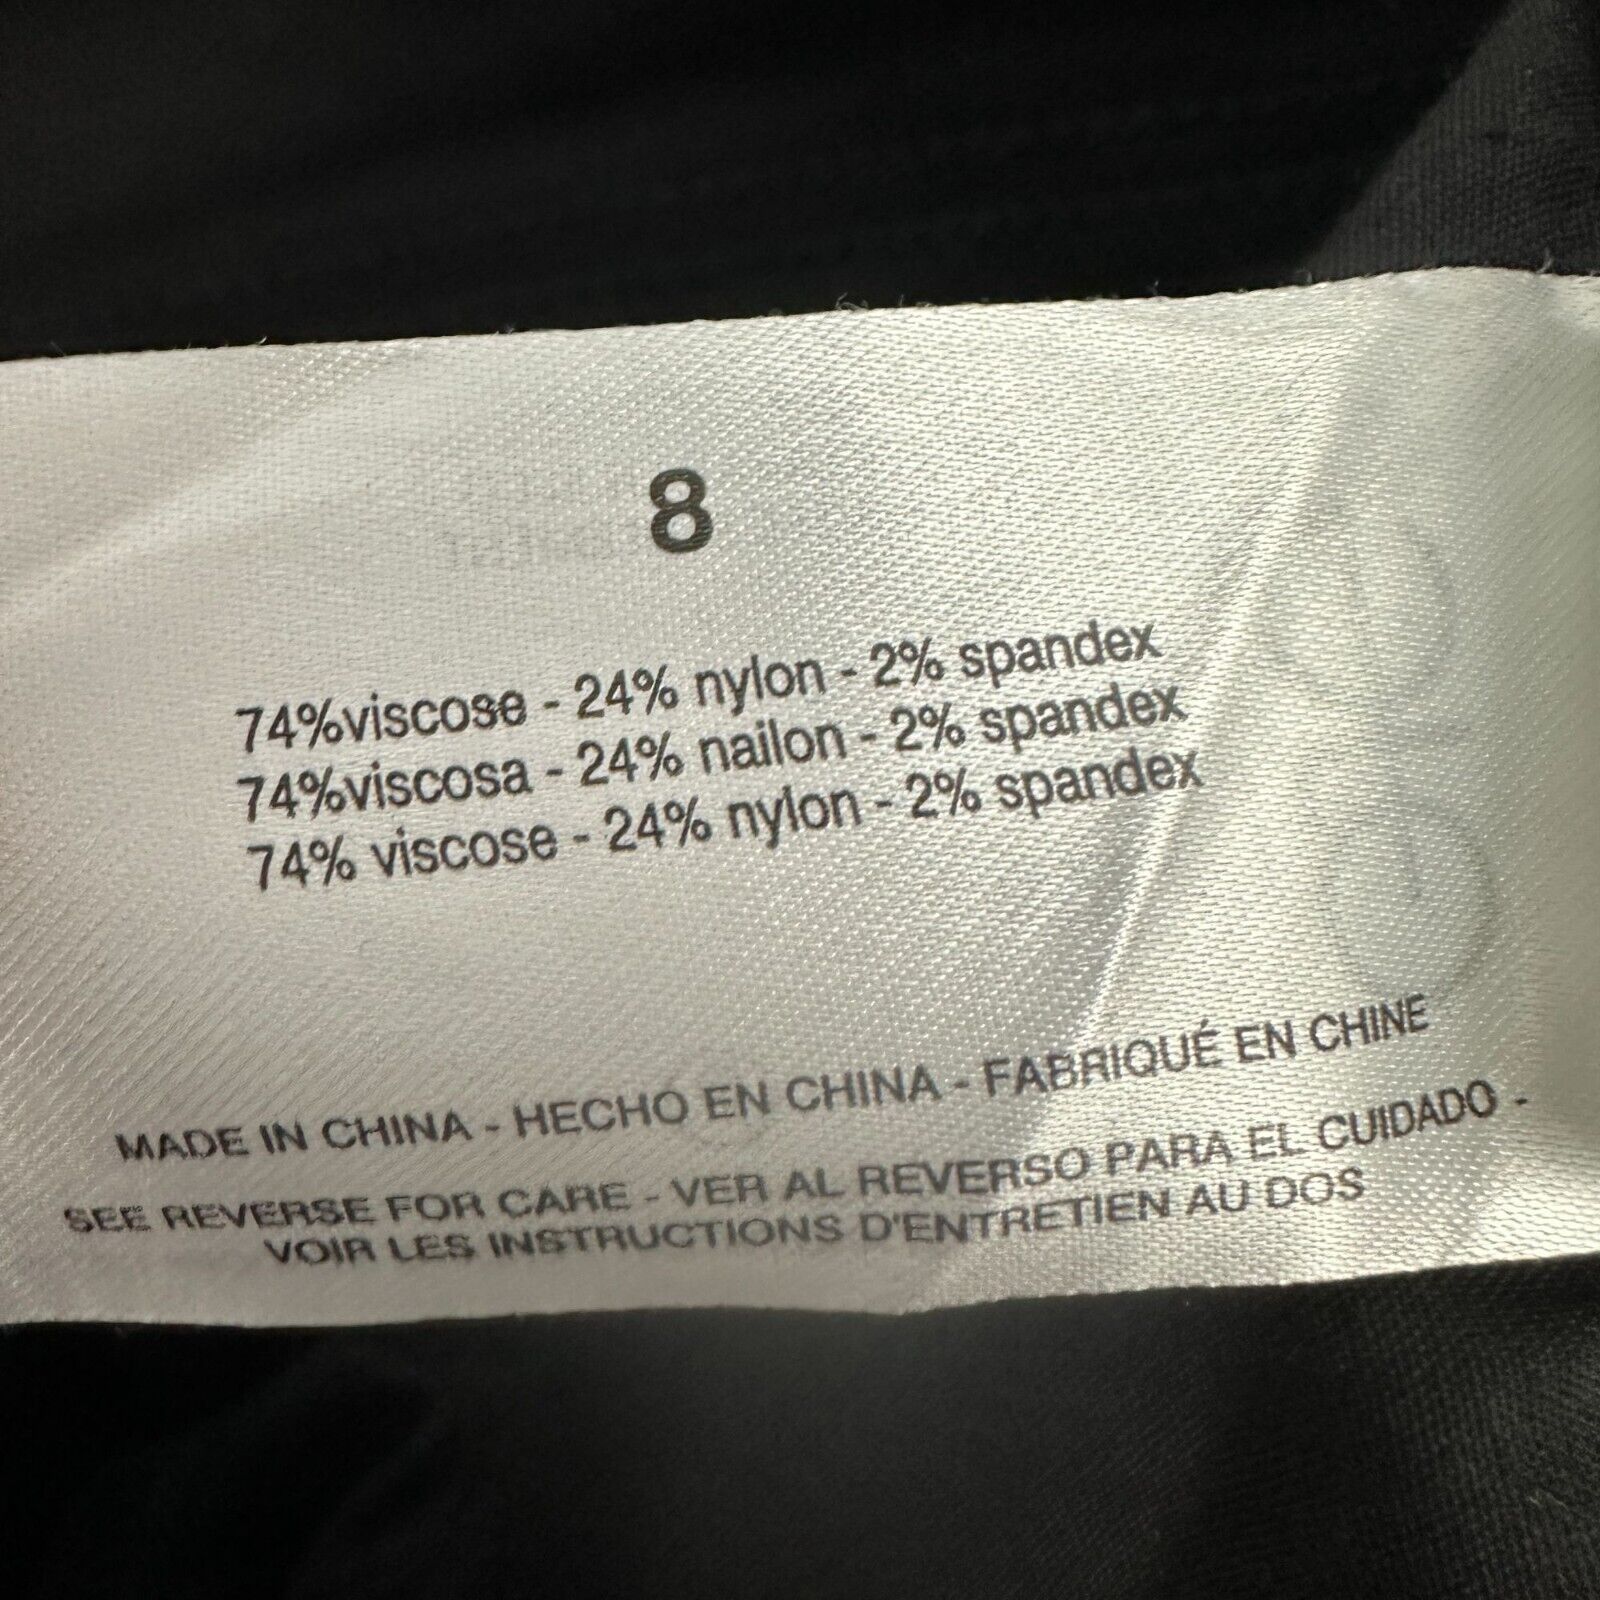 8
74%viscose - 24% nylon - 2% spandex
74%viscosa - 24% nailon - 2% spandex
74% viscose - 24% nylon - 2% spandex
MADE IN CHINA - HECHO EN CHINA - FABRIQUÉ EN CHINE
SEE REVERSE FOR CARE - VER AL REVERSO PARA EL CUIDADO -
VOIR LES INSTRUCTIONS D'ENTRETIEN AU DOS